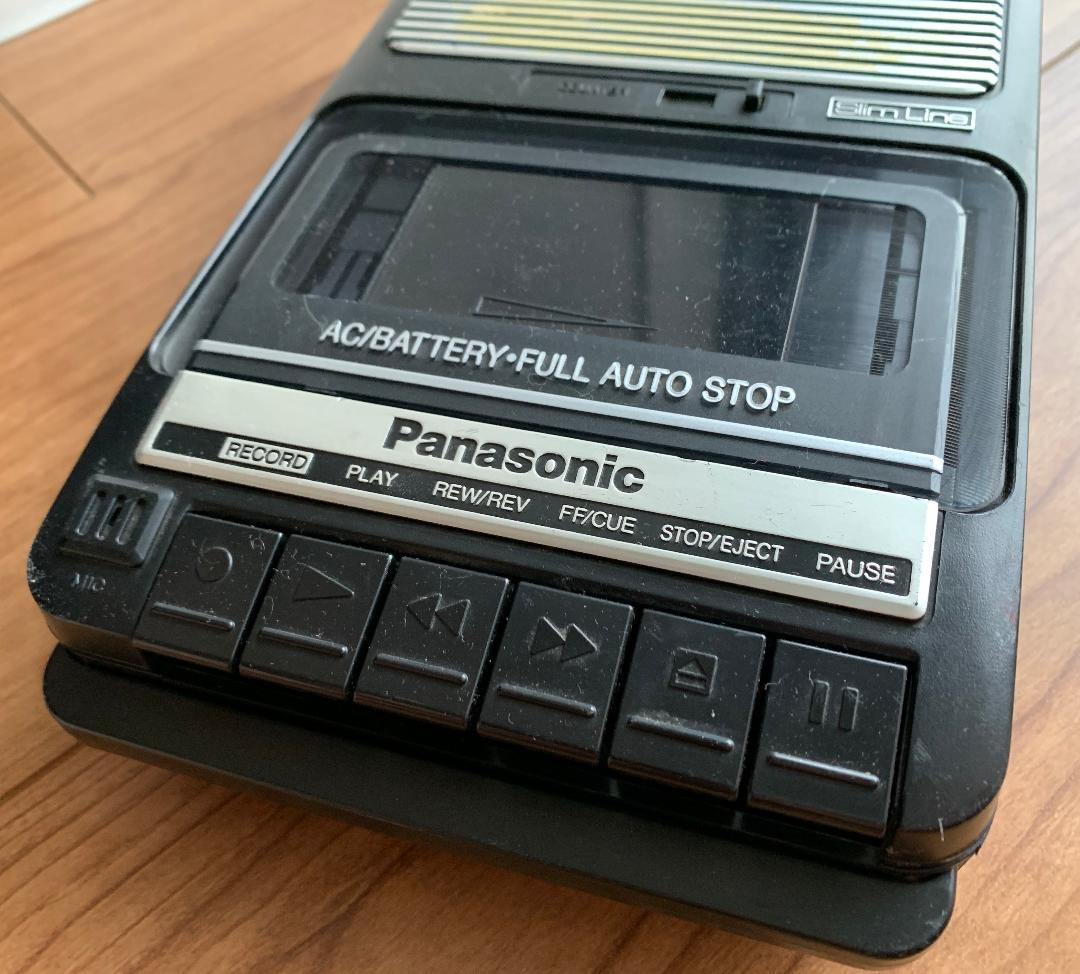 Slim Line
AC/BATTERY•FULL AUTO STOP
Panasonic
RECORD PLAY REW/REV FF/CUE STOP/EJECT PAUSE
MIC